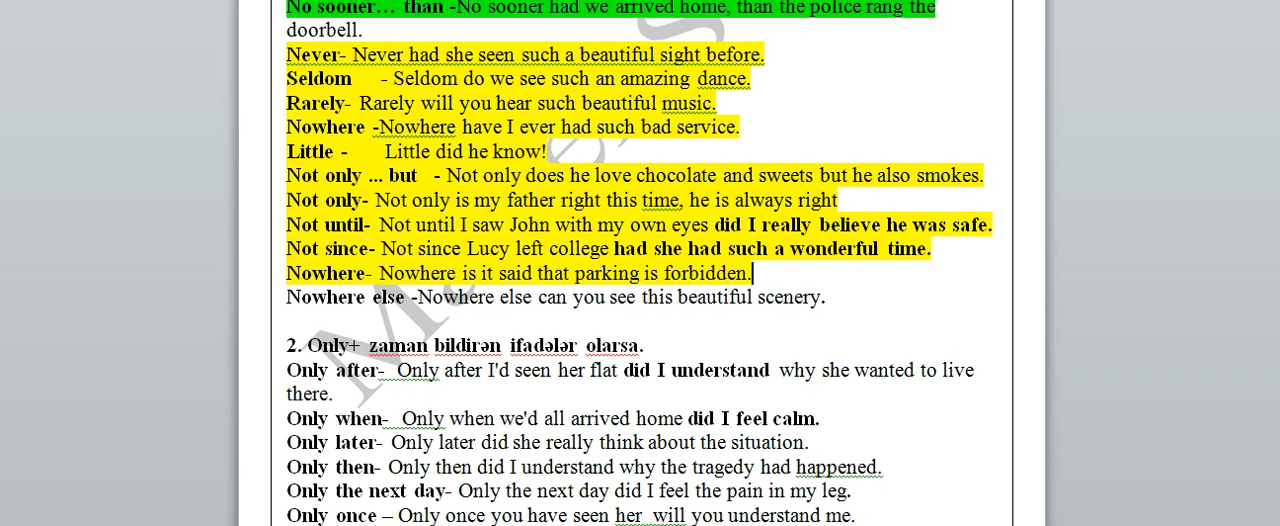 No sooner… than -No sooner had we arrived home, than the police rang the
doorbell.
Never- Never had she seen such a beautiful sight before.
Seldom - Seldom do we see such an amazing dance.
Rarely- Rarely will you hear such beautiful music.
Nowhere -Nowhere have I ever had such bad service.
Little - Little did he know!
Not only ... but - Not only does he love chocolate and sweets but he also smokes.
Not only- Not only is my father right this time, he is always right
Not until- Not until I saw John with my own eyes did I really believe he was safe.
Not since- Not since Lucy left college had she had such a wonderful time.
Nowhere- Nowhere is it said that parking is forbidden.
Nowhere else -Nowhere else can you see this beautiful scenery.
2. Only+ zaman bildirən ifadələr olarsa.
Only after- Only after I'd seen her flat did I understand why she wanted to live
there.
Only when- Only when we'd all arrived home did I feel calm.
Only later- Only later did she really think about the situation.
Only then- Only then did I understand why the tragedy had happened.
Only the next day- Only the next day did I feel the pain in my leg.
Only once – Only once you have seen her will you understand me.